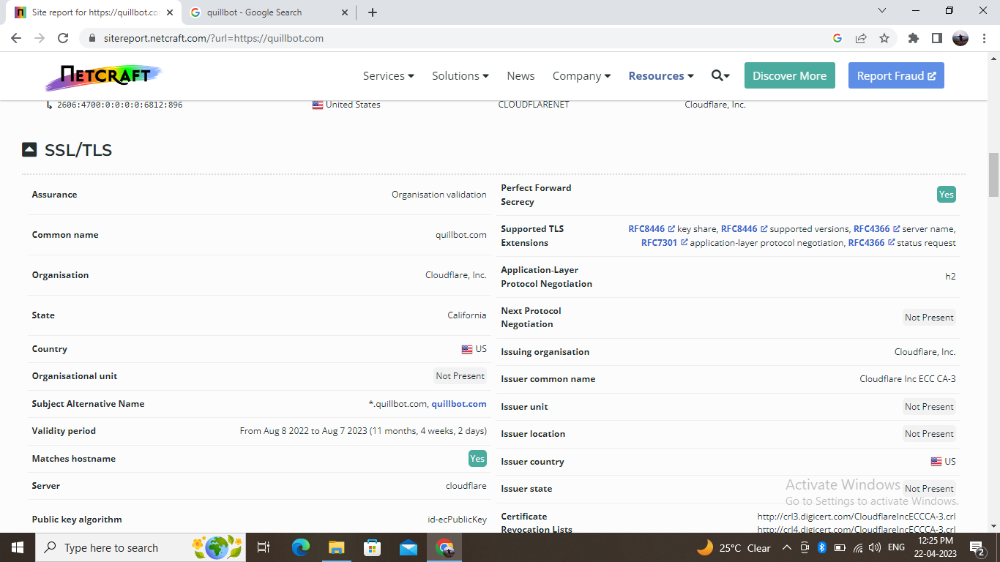 Site report for https://quillbot.co
quillbot - Google Search
sitereport.netcraft.com/?url=https://quillbot.com
NETCRAFT
Services
Solutions
News
Company
Resources
Discover More
Report Fraud
2606:4700:0:0:0:0:6812:896 United States CLOUDFLARENET Cloudflare, Inc.
SSL/TLS
Assurance Organisation validation
Common name quillbot.com
Organisation Cloudflare, Inc.
State California
Country US
Organisational unit Not Present
Subject Alternative Name *.quillbot.com, quillbot.com
Validity period From Aug 8 2022 to Aug 7 2023 (11 months, 4 weeks, 2 days)
Matches hostname Yes
Server cloudflare
Public key algorithm id-ecPublicKey
Perfect Forward
Secrecy
Yes
Supported TLS
Extensions
RFC8446 key share, RFC8446 supported versions, RFC4366 server name,
RFC7301 application-layer protocol negotiation, RFC4366 status request
Application-Layer
Protocol Negotiation
h2
Next Protocol
Negotiation
Not Present
Issuing organisation Cloudflare, Inc.
Issuer common name Cloudflare Inc ECC CA-3
Issuer unit Not Present
Issuer location Not Present
Issuer country US
Issuer state Not Present
Certificate
Revocation Lists
http://crl3.digicert.com/CloudflareIncECCCA-3.crl
http://crl4.digicert.com/CloudflareIncECCCA-3.crl
Activate Windows
Go to Settings to activate Windows.
Type here to search
25°C Clear
ENG
12:25 PM
22-04-2023
2